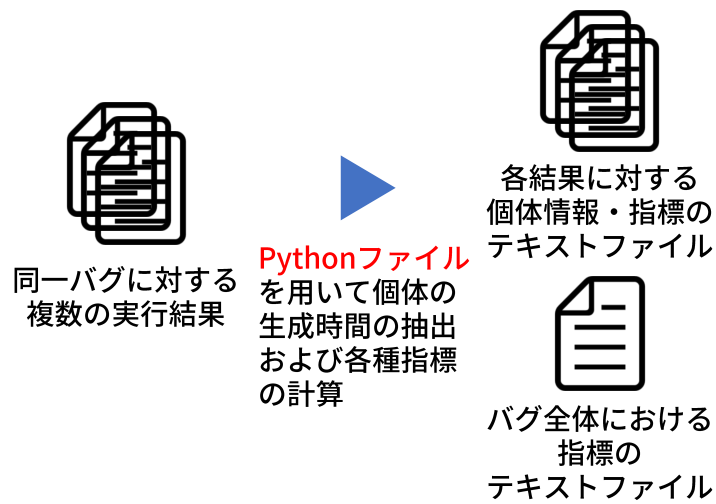 同一バグに対する
複数の実行結果
Pythonファイル
を用いて個体の
生成時間の抽出
および各種指標
の計算
各結果に対する
個体情報・指標の
テキストファイル
バグ全体における
指標の
テキストファイル